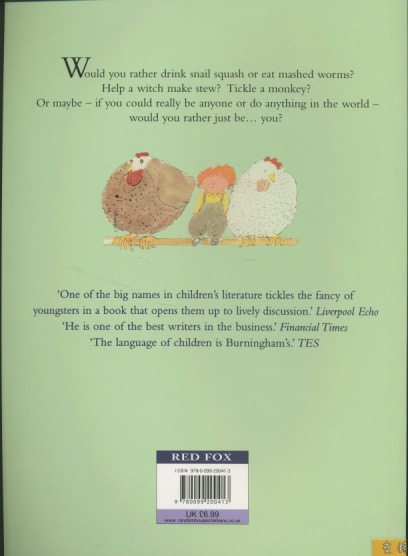 Would you rather drink snail squash or eat mashed worms?
Help a witch make stew? Tickle a monkey?
Or maybe – if you could really be anyone or do anything in the world –
would you rather just be... you?
‘One of the big names in children’s literature tickles the fancy of
youngsters in a book that opens them up to lively discussion.’ Liverpool Echo
‘He is one of the best writers in the business.’ Financial Times
‘The language of children is Burningham’s.’ TES
RED FOX
ISBN 978-0-099-20041-3
9 780099 200413
UK £6.99
www.randomhousechildrens.co.uk